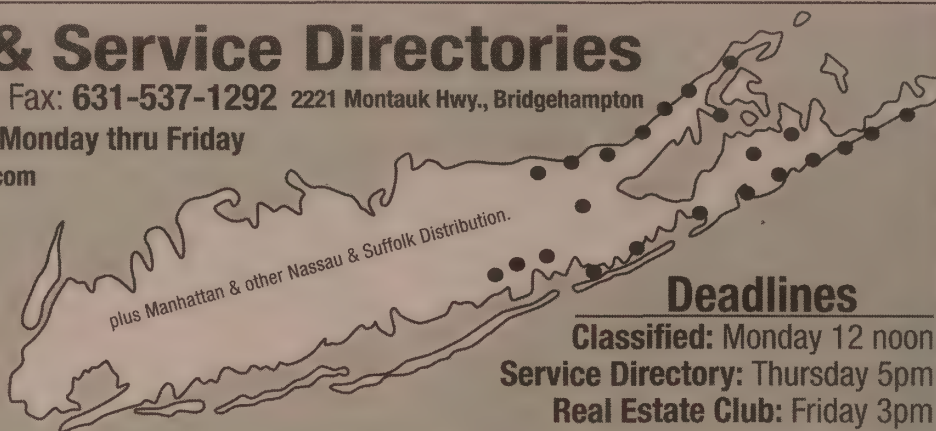 & Service Directories
Fax: 631-537-1292 2221 Montauk Hwy., Bridgehampton
Monday thru Friday
com
plus Manhattan & other Nassau & Suffolk Distribution.
Deadlines
Classified: Monday 12 noon
Service Directory: Thursday 5pm
Real Estate Club: Friday 3pm